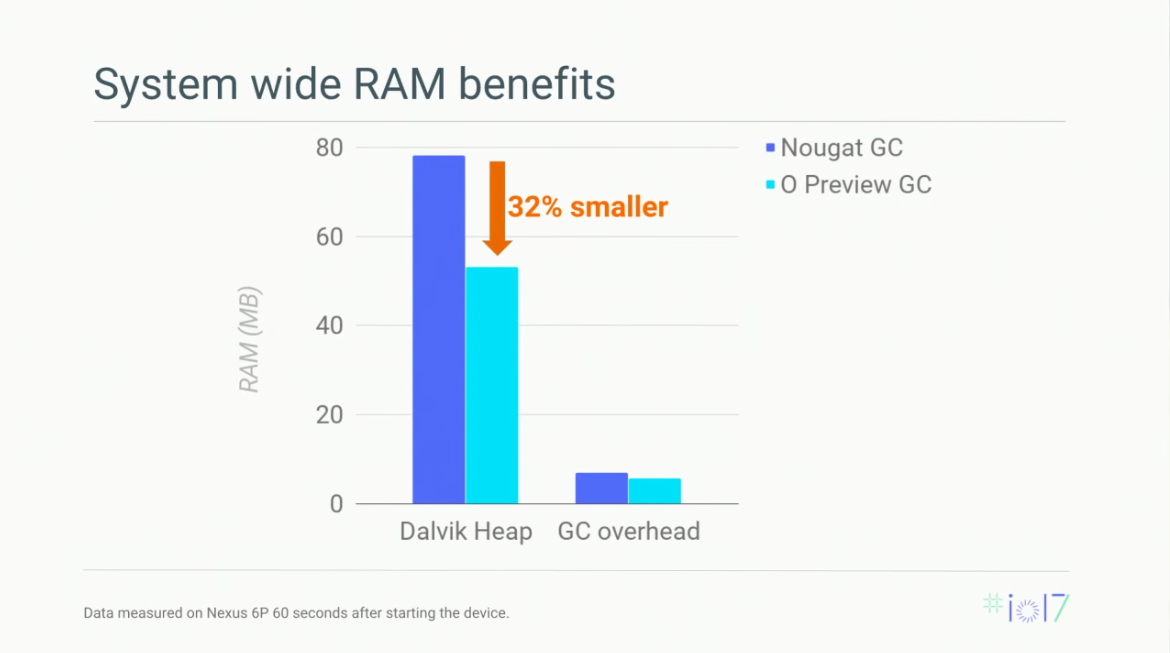 System wide RAM benefits
80
60
40
20
0
RAM (MB)
32% smaller
Nougat GC
O Preview GC
Dalvik Heap
GC overhead
Data measured on Nexus 6P 60 seconds after starting the device.
#io17